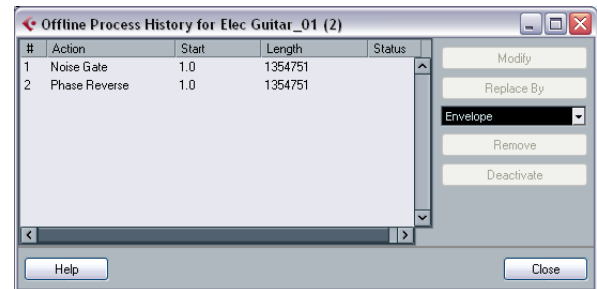 Offline Process History for Elec Guitar_01 (2)
# Action Start Length Status
1 Noise Gate 1.0 1354751
2 Phase Reverse 1.0 1354751
Modify
Replace By
Envelope
Remove
Deactivate
Help Close